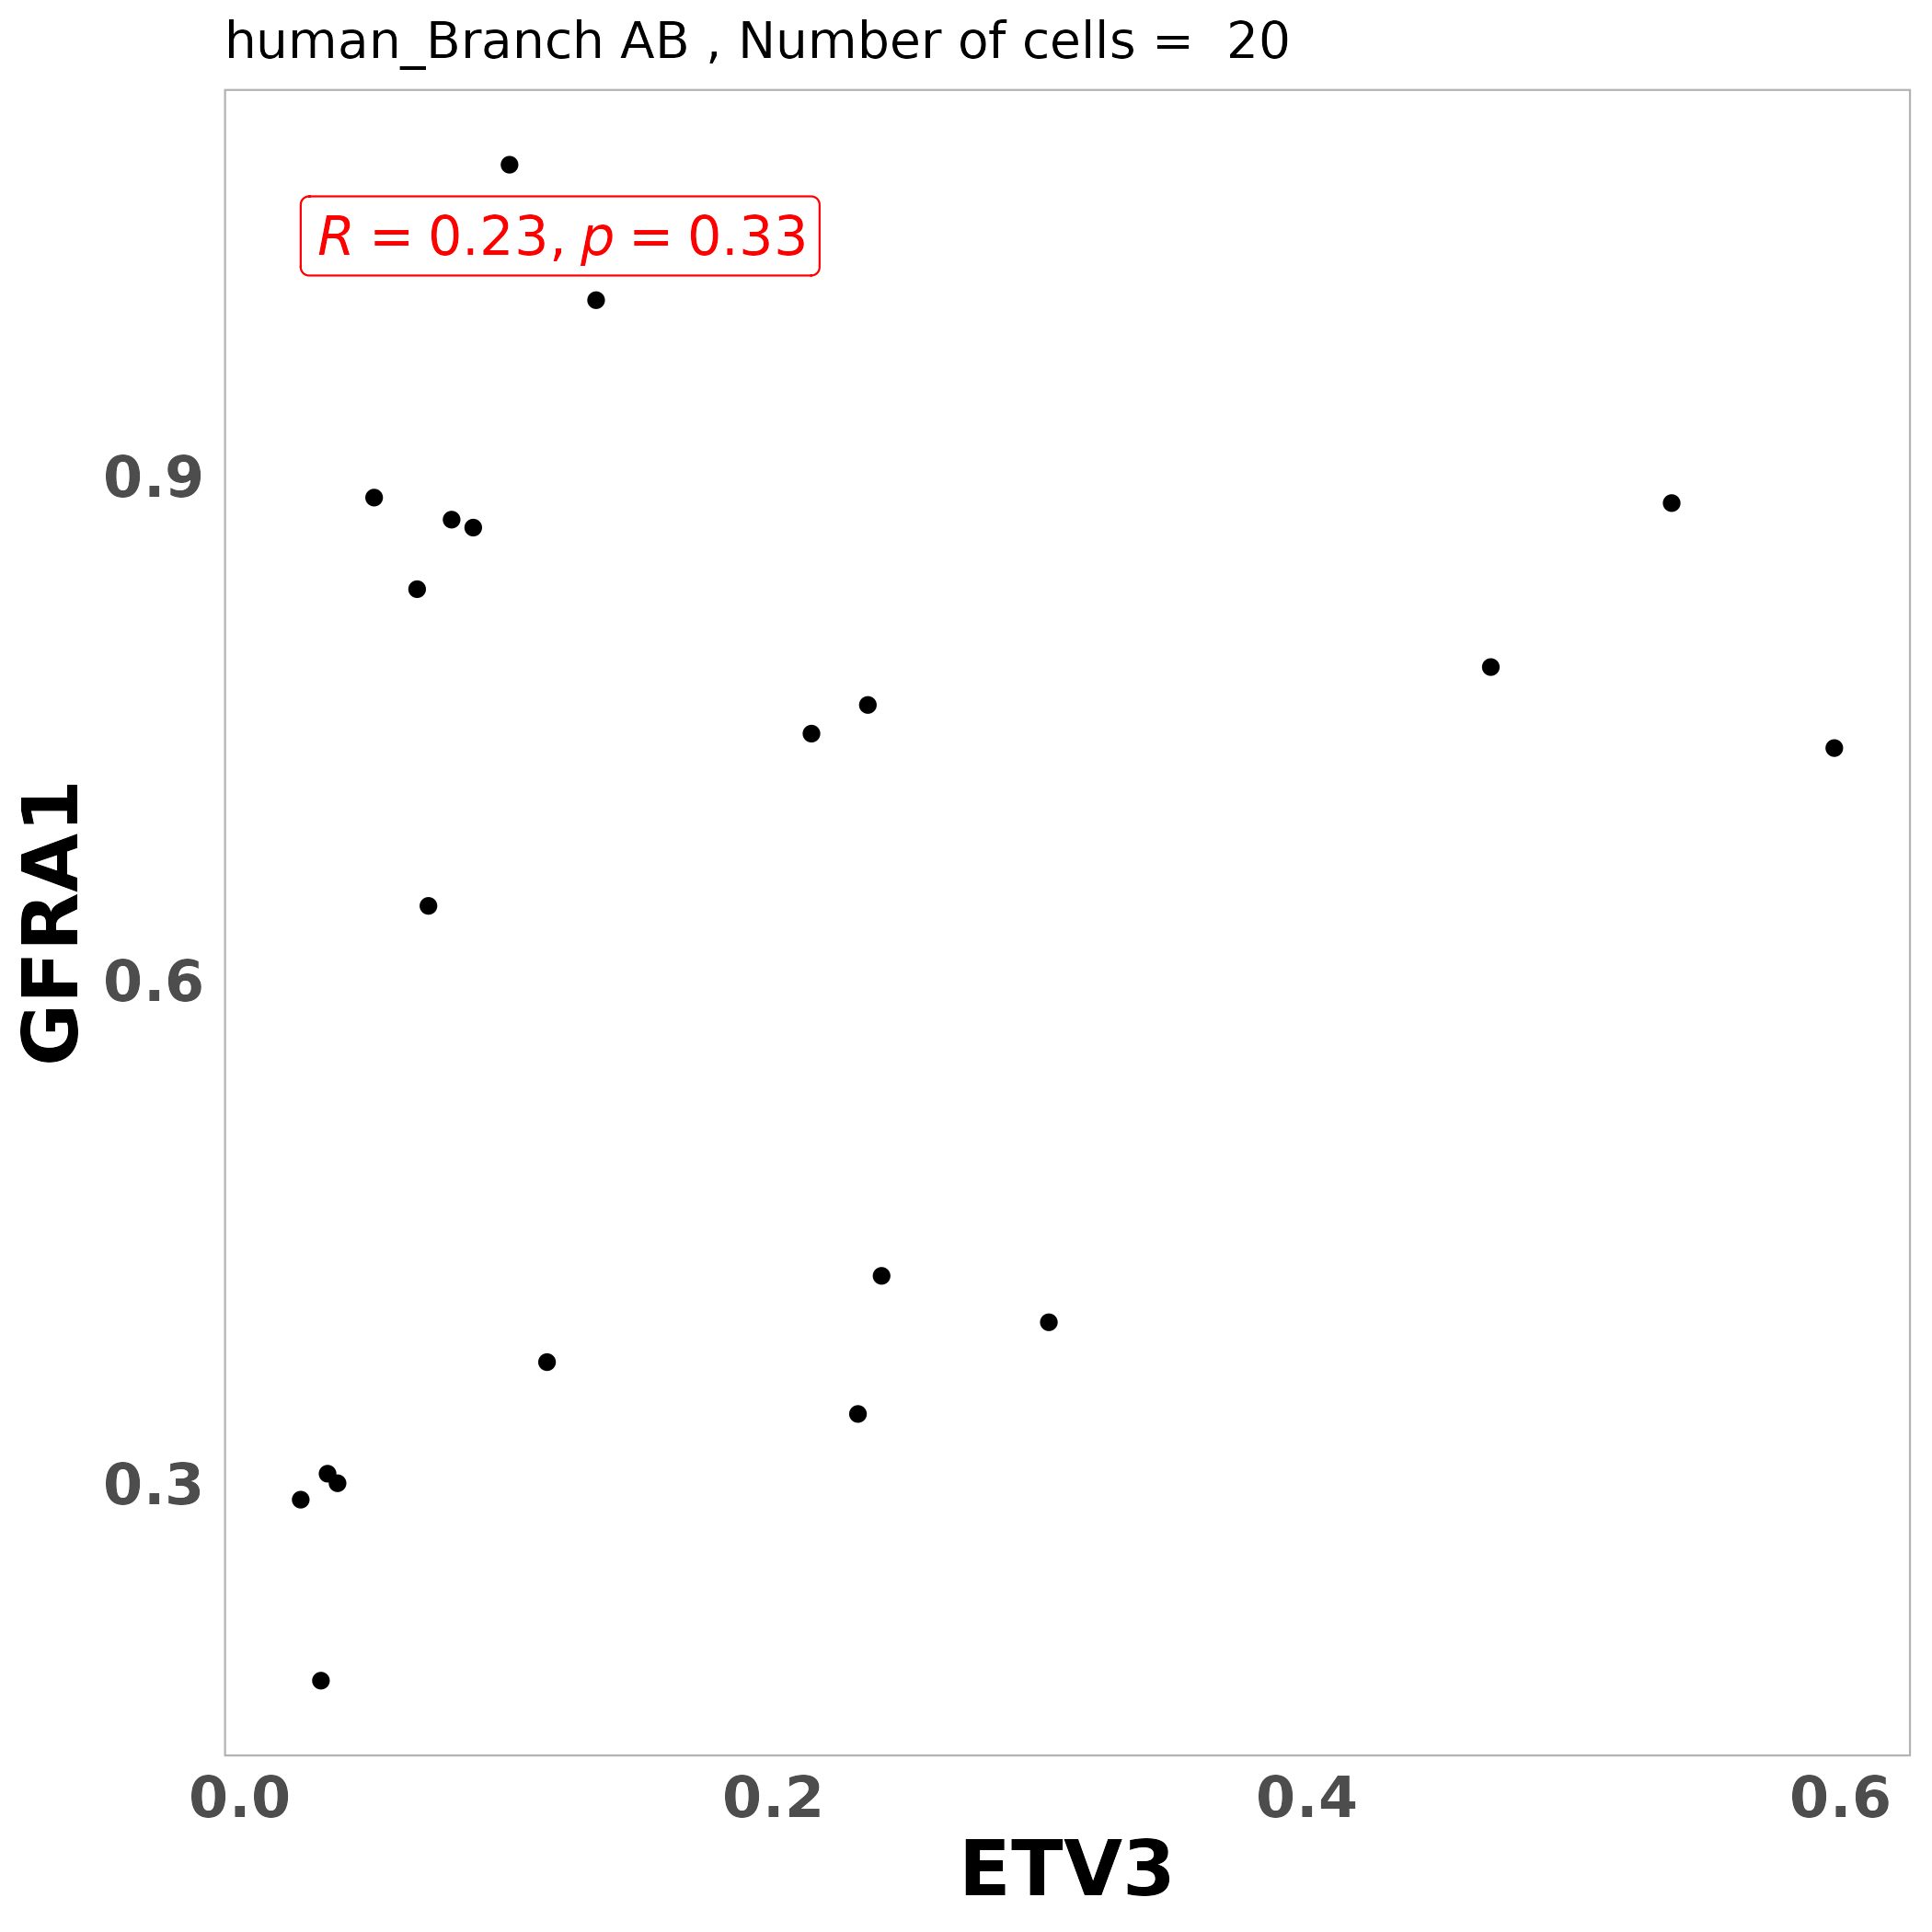 human_Branch AB , Number of cells =  20
R = 0.23, p = 0.33
0.9
0.6
0.3
GFRA1
0.0 0.2 0.4 0.6
ETV3